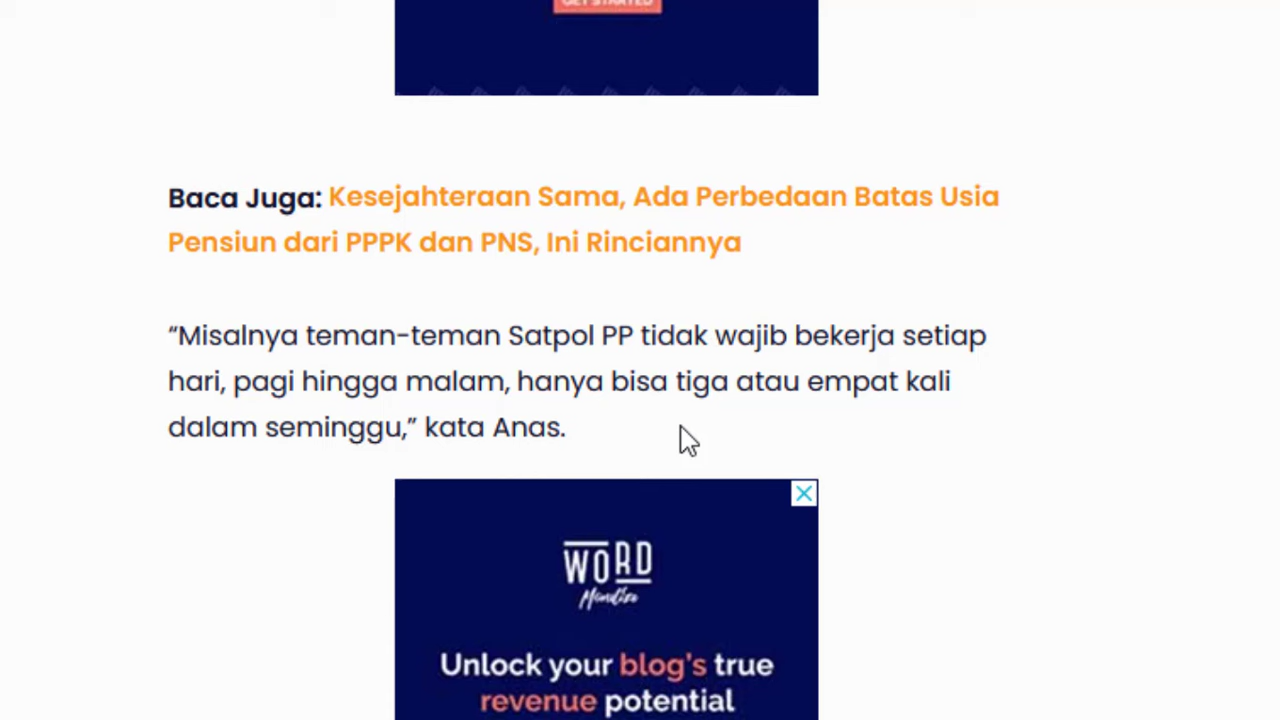 GET STARTED
Baca Juga: Kesejahteraan Sama, Ada Perbedaan Batas Usia
Pensiun dari PPPK dan PNS, Ini Rinciannya
“Misalnya teman-teman Satpol PP tidak wajib bekerja setiap
hari, pagi hingga malam, hanya bisa tiga atau empat kali
dalam seminggu,” kata Anas.
WORD
Unlock your blog's true
revenue potential